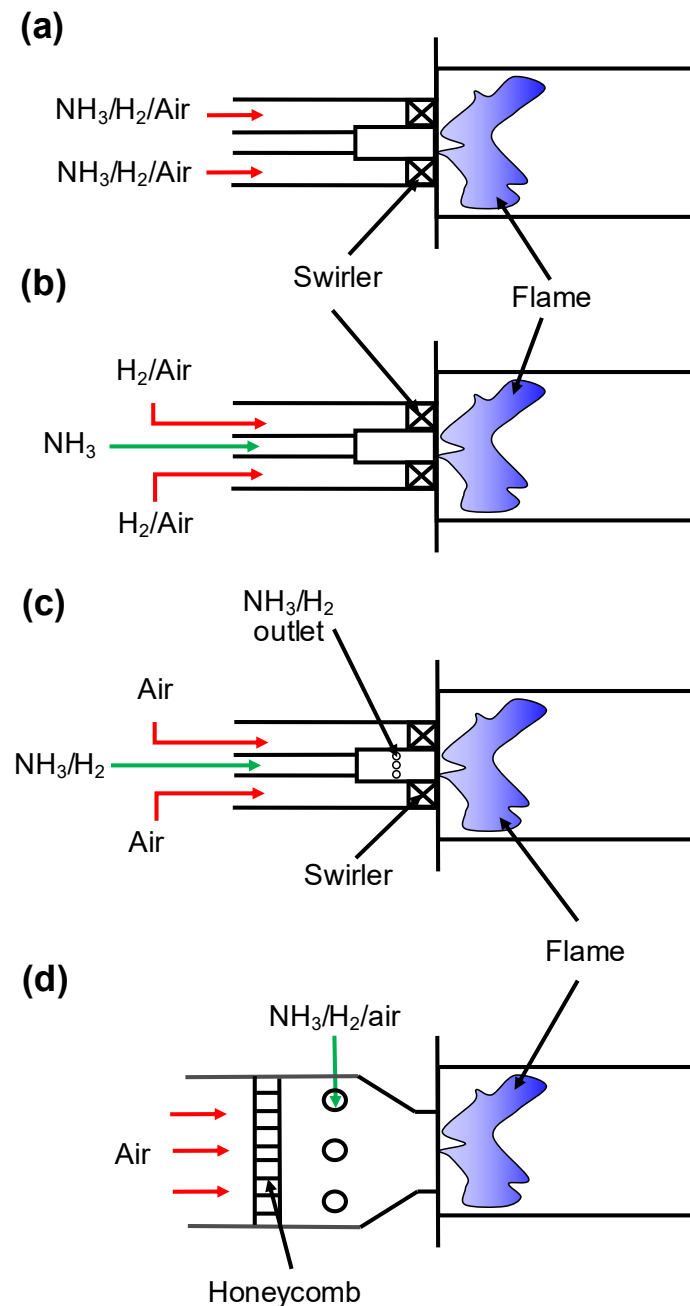 (a)
NH₃/H₂/Air
NH₃/H₂/Air
Swirler
Flame
(b)
H₂/Air
NH₃
H₂/Air
(c)
NH₃/H₂
outlet
Air
NH₃/H₂
Air
Swirler
Flame
(d)
NH₃/H₂/air
Air
Honeycomb